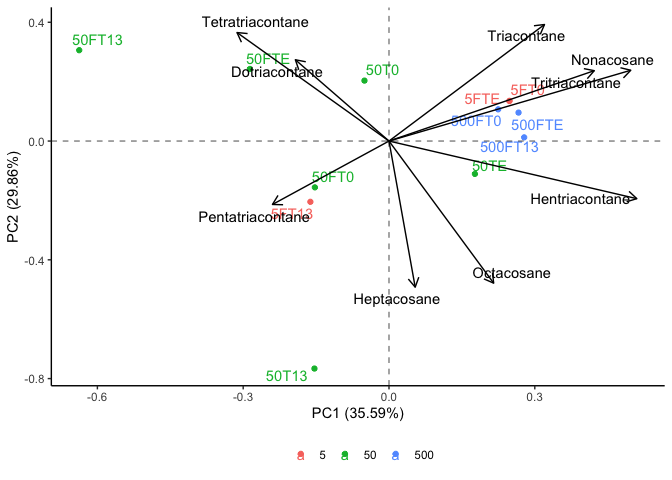 Tetratriacontane
0.4
50FT13
Triacontane
50FTE
Nonacosane
Dotriacontane
50T0
Tritriacontane
5FTE
5FT0
500FT0
500FTE
0.0
500FT13
50TE
50FT0
Hentriacontane
5FT13
Pentatriacontane
PC2 (29.86%)
-0.4
Octacosane
Heptacosane
50T13
-0.8
-0.6
-0.3
0.0
0.3
PC1 (35.59%)
a 5 a 50 a 500